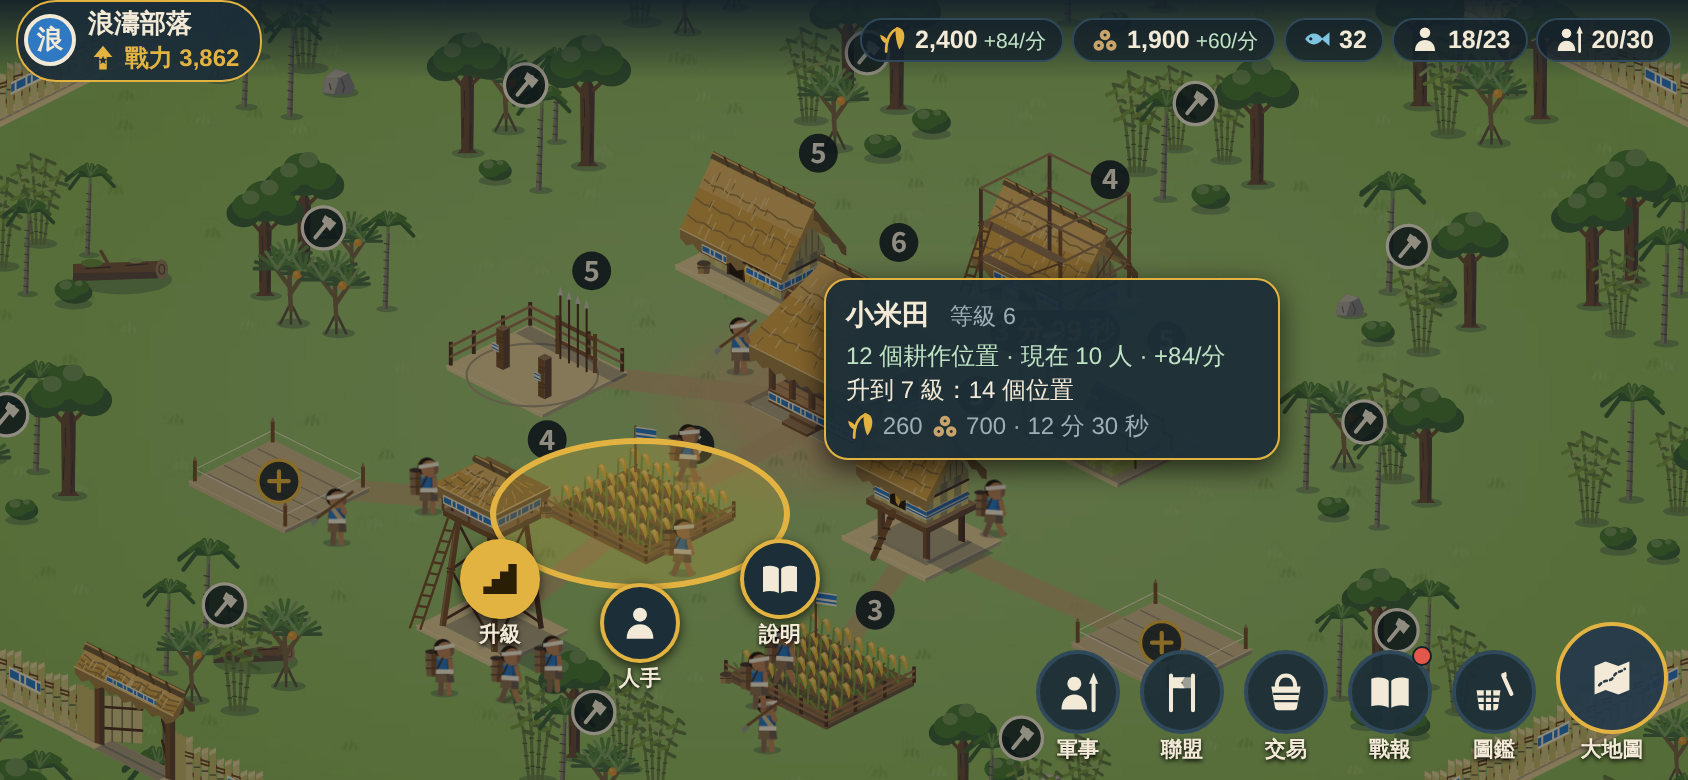 浪
浪濤部落
戰力 3,862
2,400 +84/分
1,900 +60/分
32
18/23
20/30
5
4
6
5
小米田 等級 6
12 個耕作位置 · 現在 10 人 · +84/分
升到 7 級：14 個位置
260 700 · 12 分 30 秒
4
3
升級
人手
說明
軍事
聯盟
交易
戰報
圖鑑
大地圖